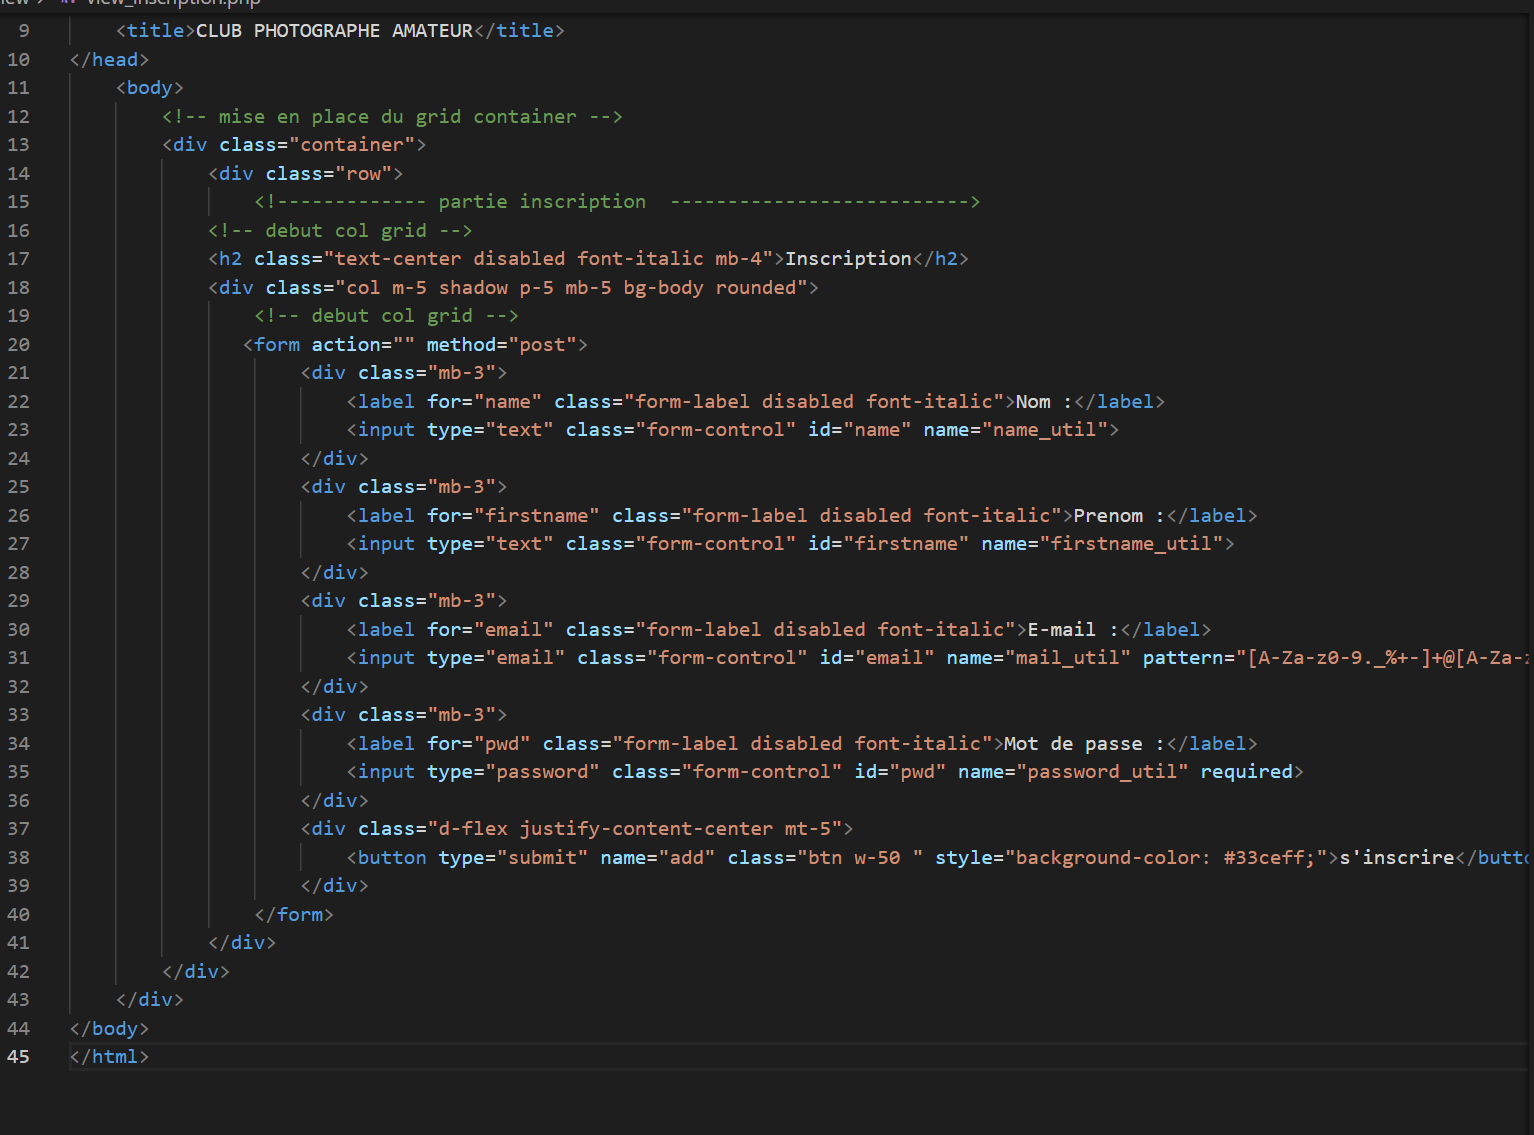 view_inscription.php
9 <title>CLUB PHOTOGRAPHE AMATEUR</title>
10 </head>
11 <body>
12 <!-- mise en place du grid container -->
13 <div class="container">
14 <div class="row">
15 <!------------- partie inscription  -------------------------->
16 <!-- debut col grid -->
17 <h2 class="text-center disabled font-italic mb-4">Inscription</h2>
18 <div class="col m-5 shadow p-5 mb-5 bg-body rounded">
19 <!-- debut col grid -->
20 <form action="" method="post">
21 <div class="mb-3">
22 <label for="name" class="form-label disabled font-italic">Nom :</label>
23 <input type="text" class="form-control" id="name" name="name_util">
24 </div>
25 <div class="mb-3">
26 <label for="firstname" class="form-label disabled font-italic">Prenom :</label>
27 <input type="text" class="form-control" id="firstname" name="firstname_util">
28 </div>
29 <div class="mb-3">
30 <label for="email" class="form-label disabled font-italic">E-mail :</label>
31 <input type="email" class="form-control" id="email" name="mail_util" pattern="[A-Za-z0-9._%+-]+@[A-Za-
32 </div>
33 <div class="mb-3">
34 <label for="pwd" class="form-label disabled font-italic">Mot de passe :</label>
35 <input type="password" class="form-control" id="pwd" name="password_util" required>
36 </div>
37 <div class="d-flex justify-content-center mt-5">
38 <button type="submit" name="add" class="btn w-50 " style="background-color: #33ceff;">s'inscrire</butt
39 </div>
40 </form>
41 </div>
42 </div>
43 </div>
44 </body>
45 </html>